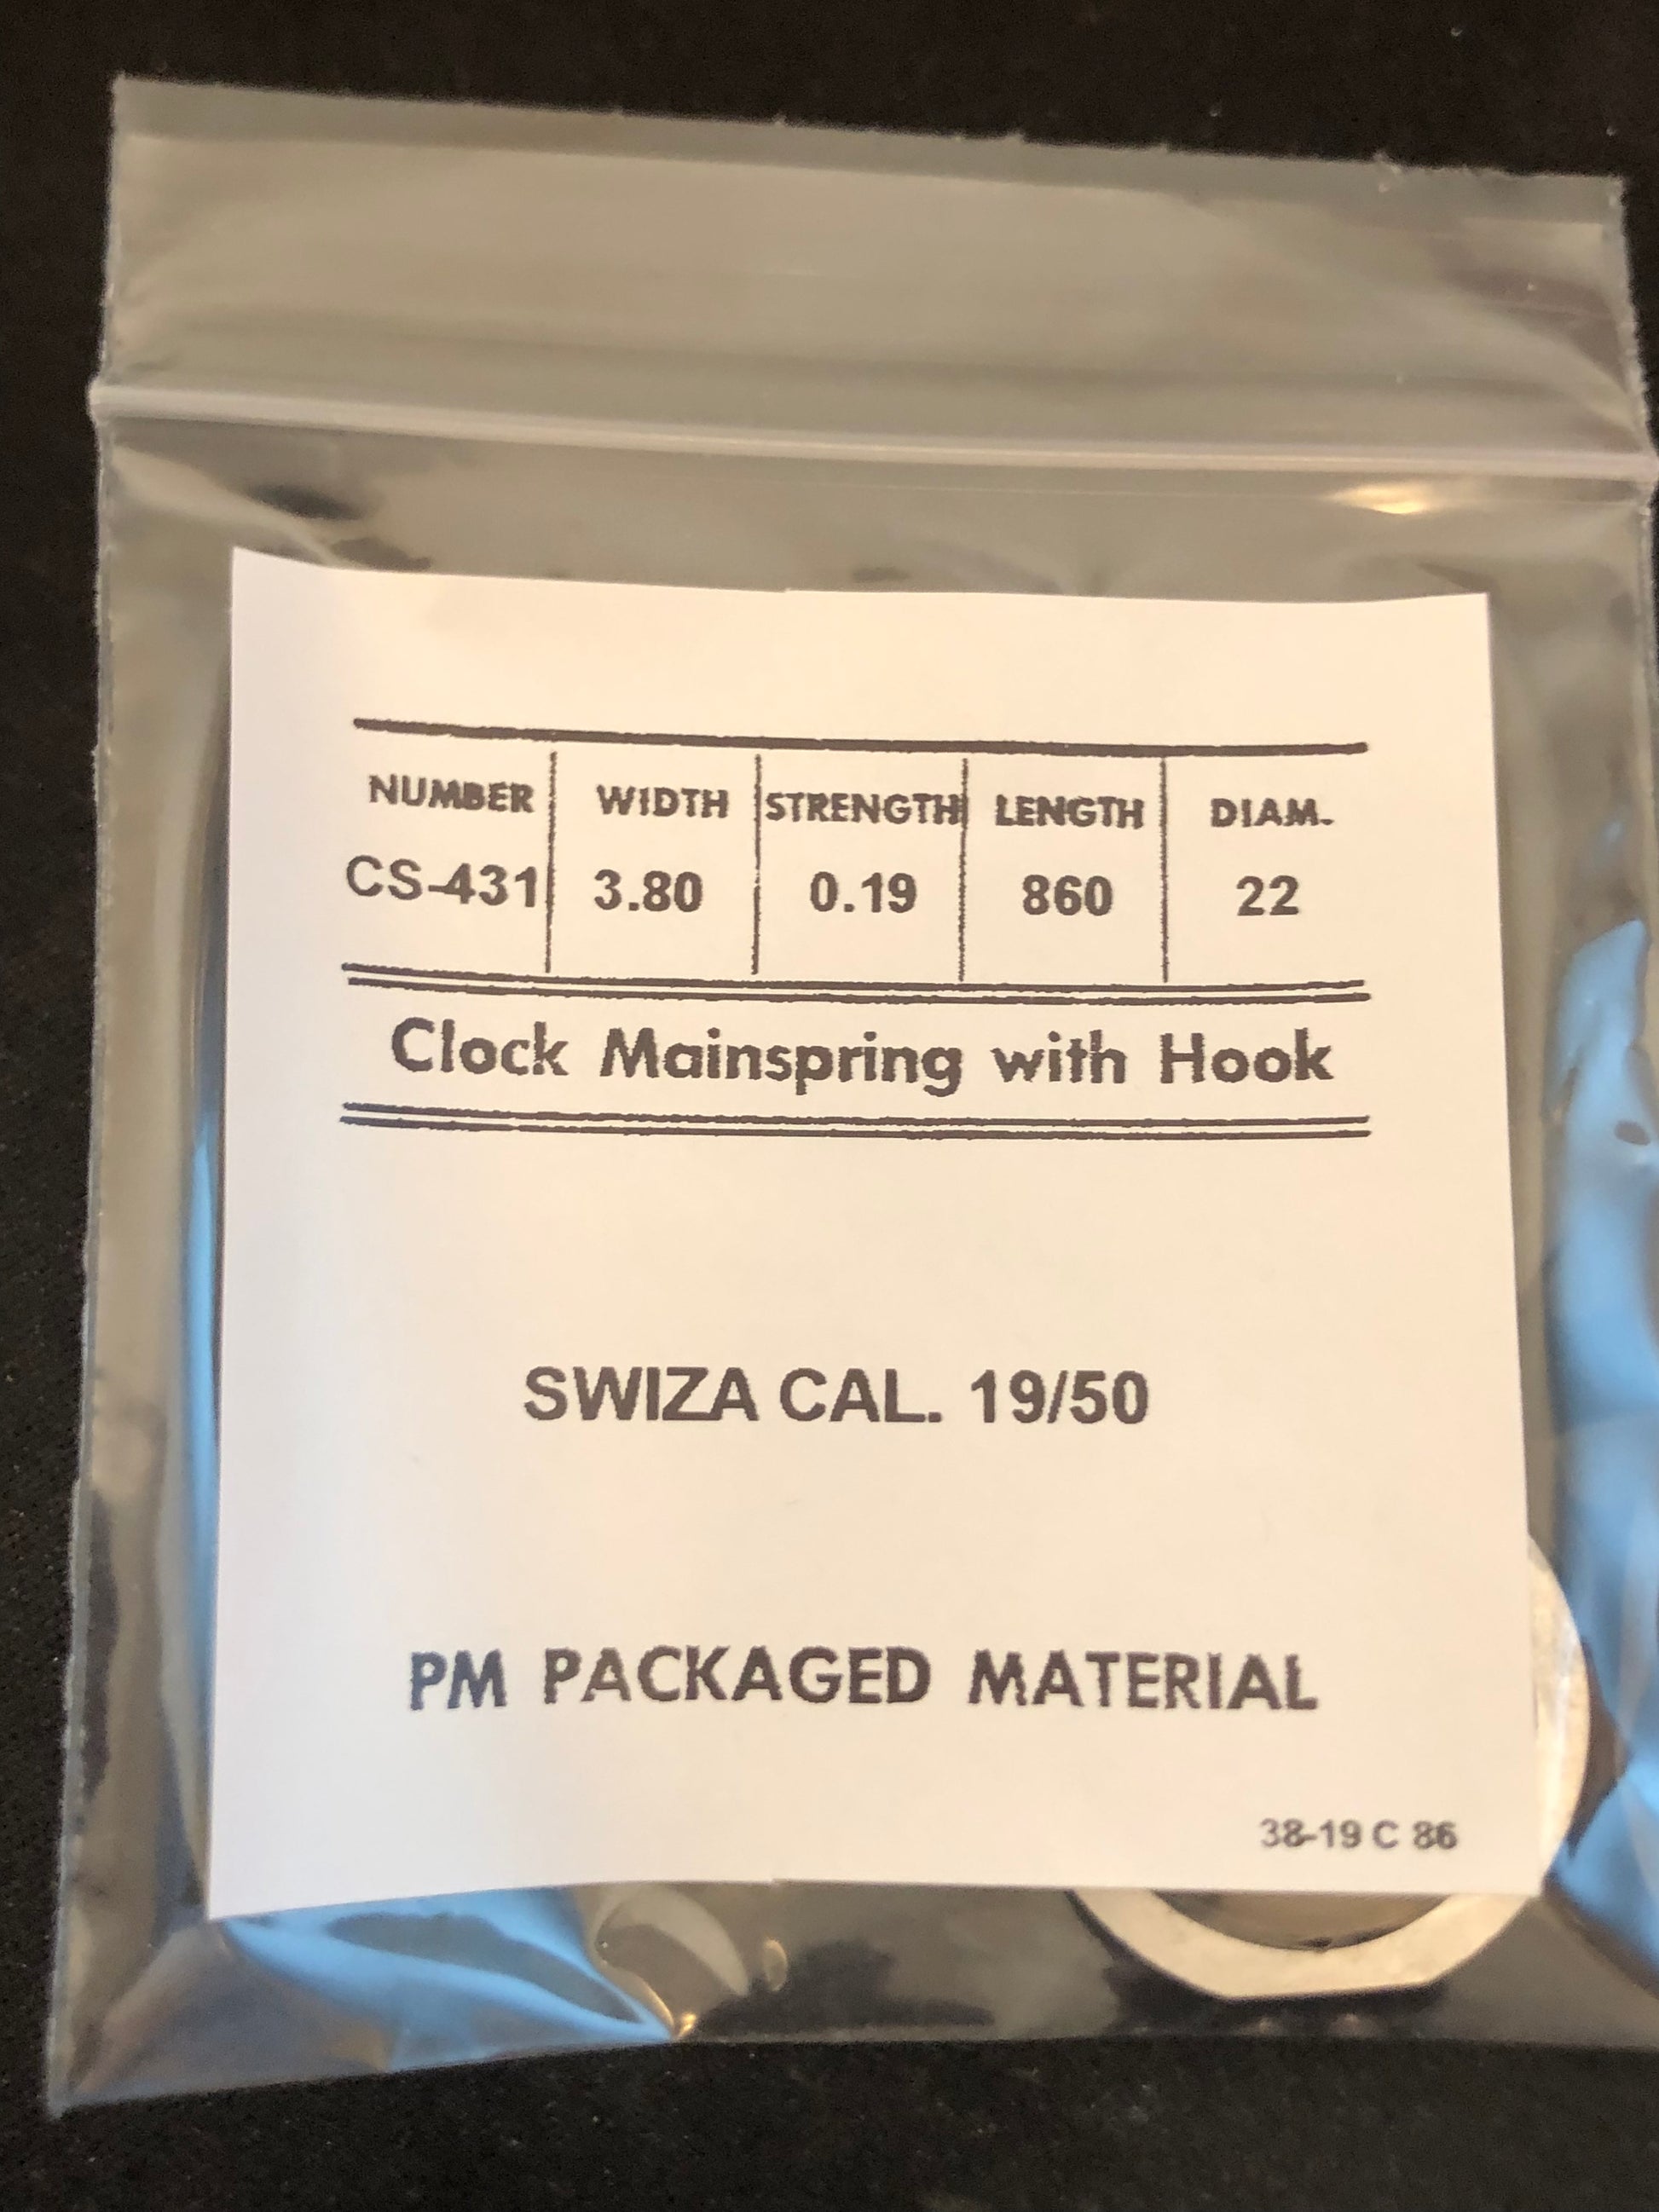 NUMBER WIDTH STRENGTH LENGTH DIAM.
CS-431 3.80 0.19 860 22
Clock Mainspring with Hook
SWIZA CAL. 19/50
PM PACKAGED MATERIAL
38-19 C 86